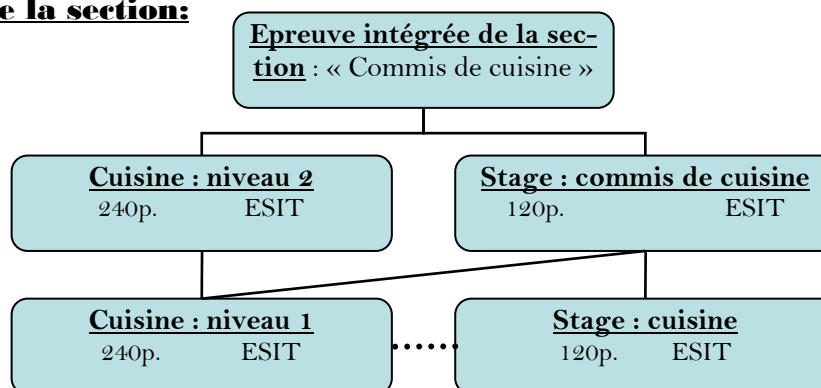 e la section:
Epreuve intégrée de la sec-
tion : « Commis de cuisine »
Cuisine : niveau 2
240p. ESIT
Stage : commis de cuisine
120p. ESIT
Cuisine : niveau 1
240p. ESIT
Stage : cuisine
120p. ESIT